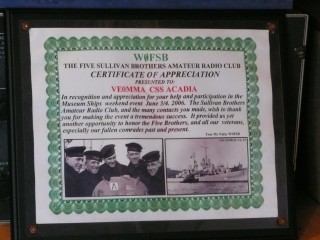 WØFSB
THE FIVE SULLIVAN BROTHERS AMATEUR RADIO CLUB
CERTIFICATE OF APPRECIATION
PRESENTED TO:
VEØMMA CSS ACADIA
In recognition and appreciation for your help and participation in the
Museum Ships weekend event June 3/4, 2006. The Sullivan Brothers
Amateur Radio Club, and the many contacts you made, wish to thank
you for making the event a tremendous success. It provided us yet
another opportunity to honor the Five Brothers, and all our veterans,
especially our fallen comrades past and present.